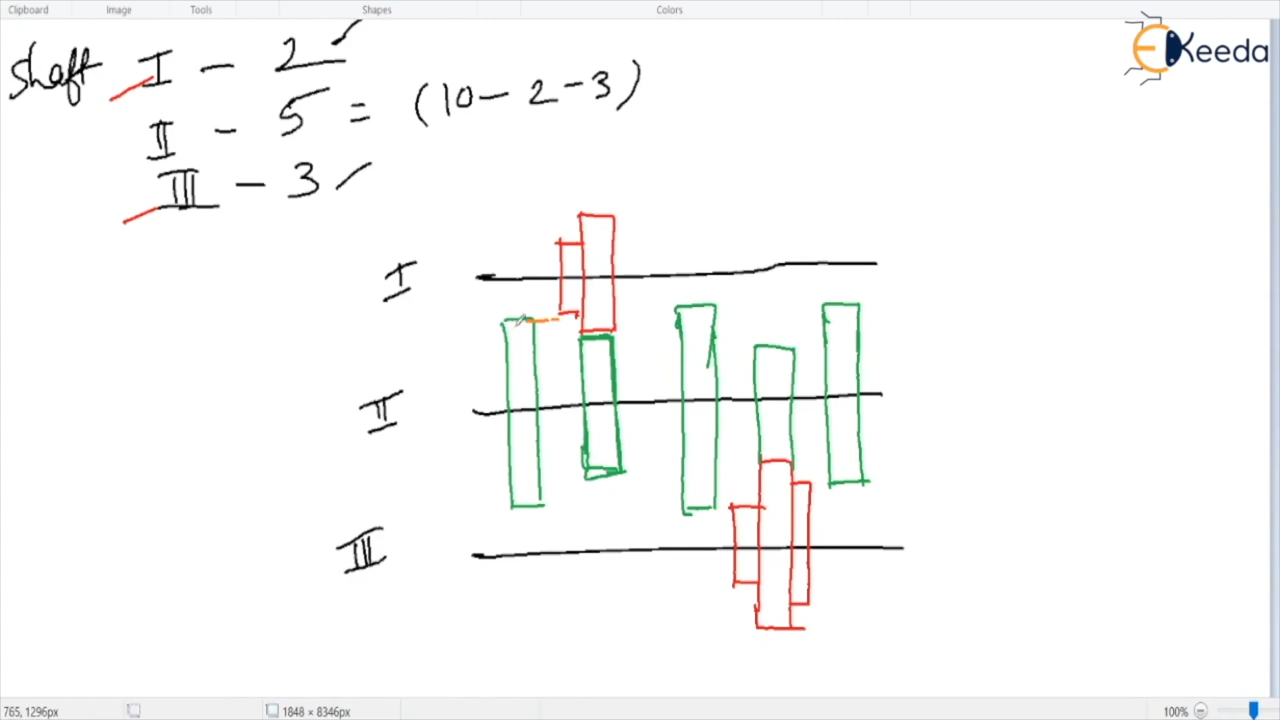 Clipboard Image Tools Shapes Colors
EKeeda
Shaft I - 2
II - 5 = (10 - 2 - 3)
III - 3
I
II
III
765, 1296px 1848 × 8346px 100%